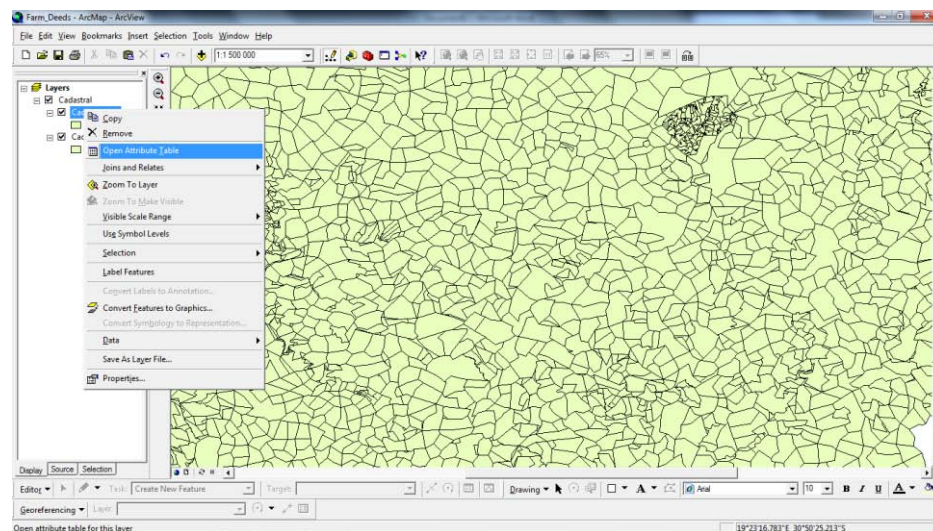 Farm_Deeds - ArcMap - ArcView
File Edit View Bookmarks Insert Selection Tools Window Help
1:1 500 000
Layers
Cadastral
Copy
Remove
Open Attribute Table
Joins and Relates
Zoom To Layer
Zoom To Make Visible
Visible Scale Range
Use Symbol Levels
Selection
Label Features
Convert Labels to Annotation...
Convert Features to Graphics...
Convert Symbology to Representation...
Data
Save As Layer File...
Properties...
Display Source Selection
Editor Task: Create New Feature Target: Drawing A Arial 10 B I U A
Georeferencing Layer:
Open attribute table for this layer 19°23'16.783"E 30°50'25.213"S